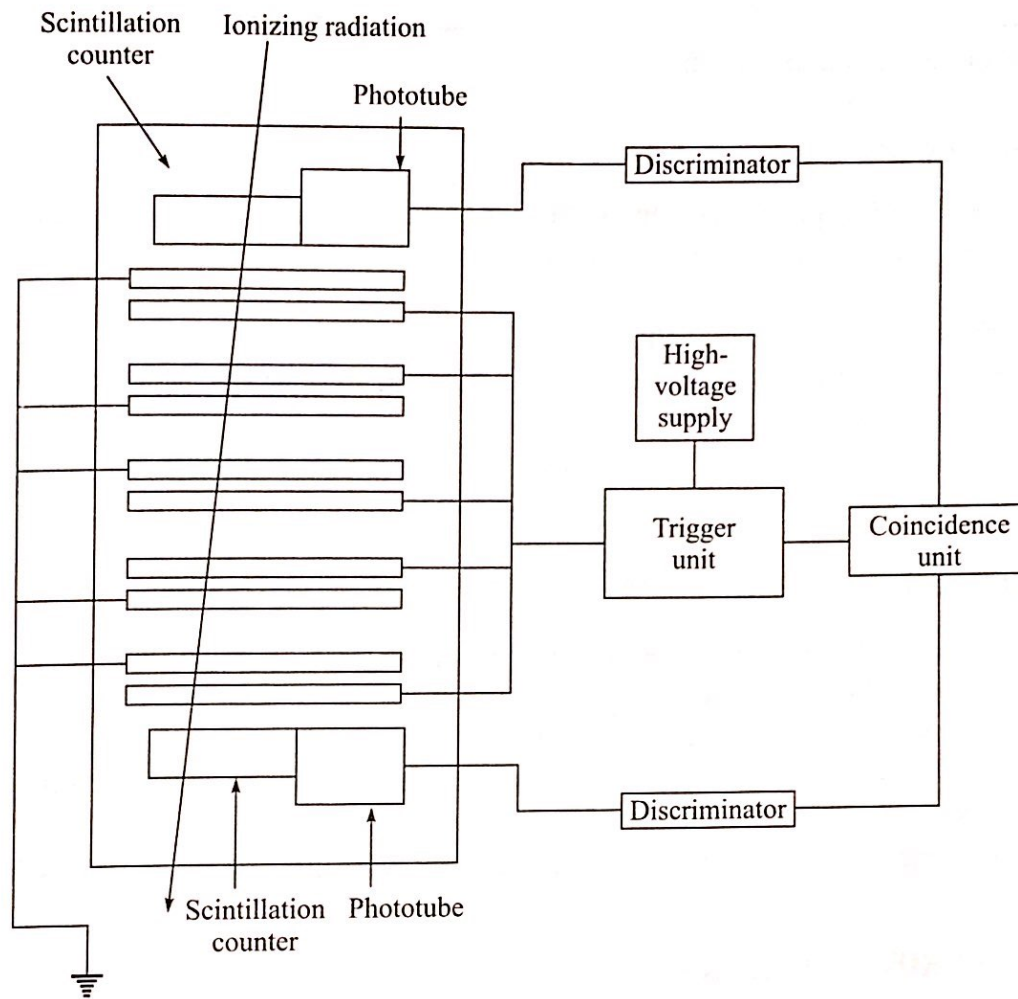 Scintillation
counter
Ionizing radiation
Phototube
Discriminator
High-
voltage
supply
Trigger
unit
Coincidence
unit
Discriminator
Scintillation
counter
Phototube